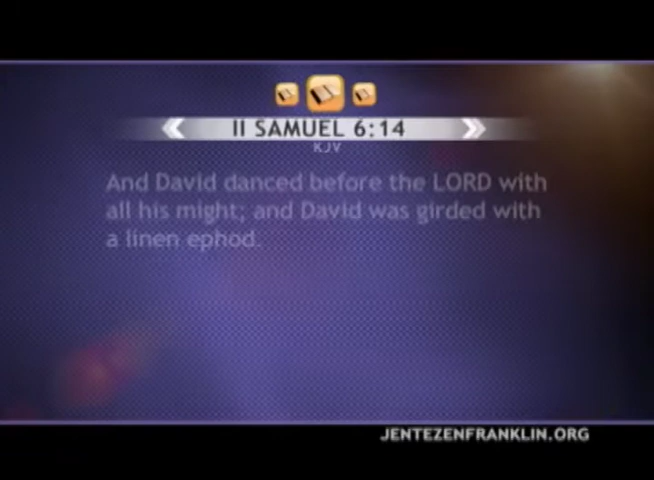 II SAMUEL 6:14
KJV
And David danced before the LORD with
all his might; and David was girded with
a linen ephod.
JENTEZENFRANKLIN.ORG